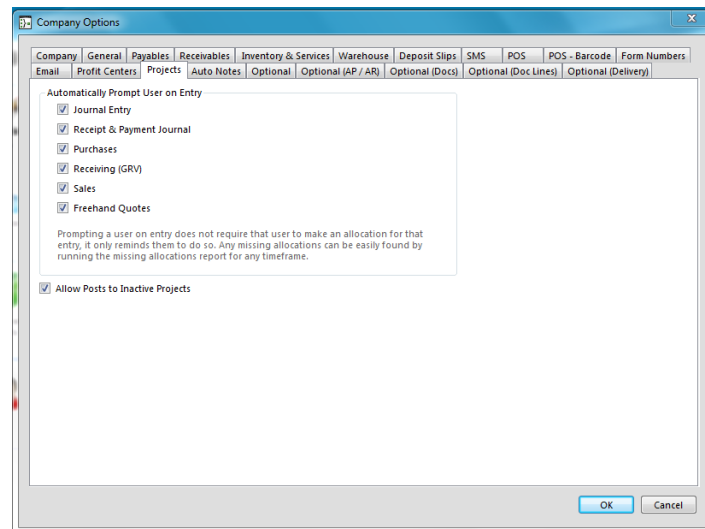 Company Options
Company General Payables Receivables Inventory & Services Warehouse Deposit Slips SMS POS POS - Barcode Form Numbers
Email Profit Centers Projects Auto Notes Optional Optional (AP / AR) Optional (Docs) Optional (Doc Lines) Optional (Delivery)
Automatically Prompt User on Entry
Journal Entry
Receipt & Payment Journal
Purchases
Receiving (GRV)
Sales
Freehand Quotes
Prompting a user on entry does not require that user to make an allocation for that
entry, it only reminds them to do so. Any missing allocations can be easily found by
running the missing allocations report for any timeframe.
Allow Posts to Inactive Projects
OK Cancel